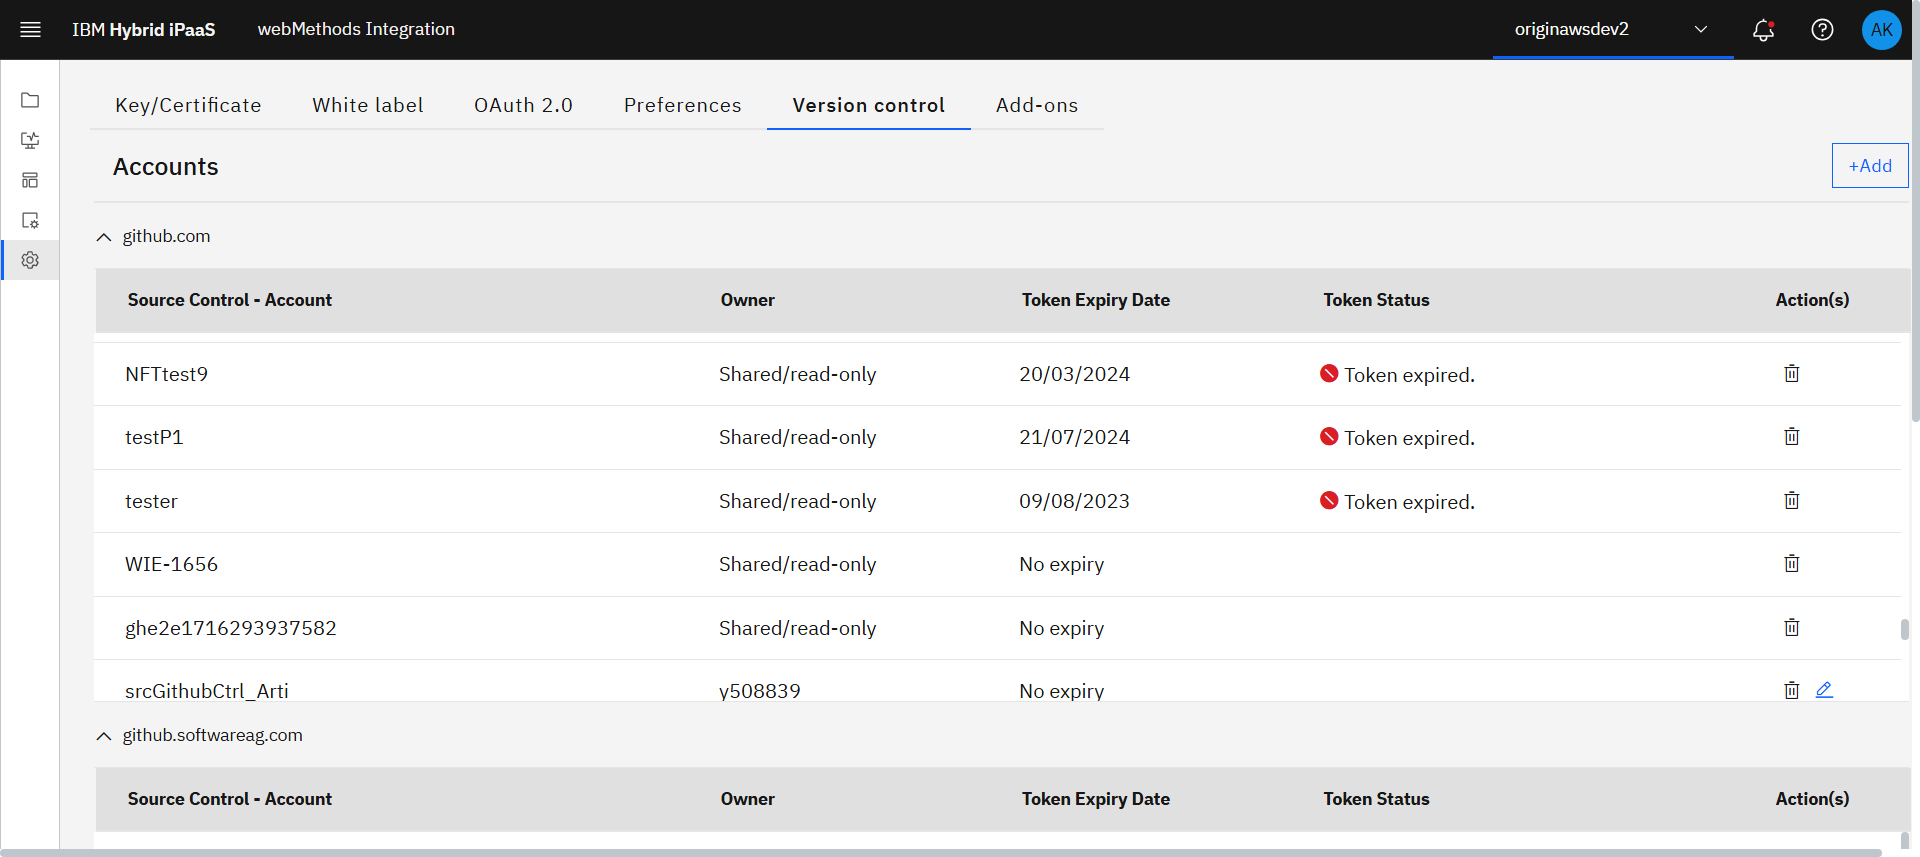 IBM Hybrid iPaaS webMethods Integration originawsdev2 AK
Key/Certificate White label OAuth 2.0 Preferences Version control Add-ons
Accounts +Add
github.com
Source Control - Account Owner Token Expiry Date Token Status Action(s)
NFTtest9 Shared/read-only 20/03/2024 Token expired.
testP1 Shared/read-only 21/07/2024 Token expired.
tester Shared/read-only 09/08/2023 Token expired.
WIE-1656 Shared/read-only No expiry
ghe2e1716293937582 Shared/read-only No expiry
srcGithubCtrl_Arti y508839 No expiry
github.softwareag.com
Source Control - Account Owner Token Expiry Date Token Status Action(s)